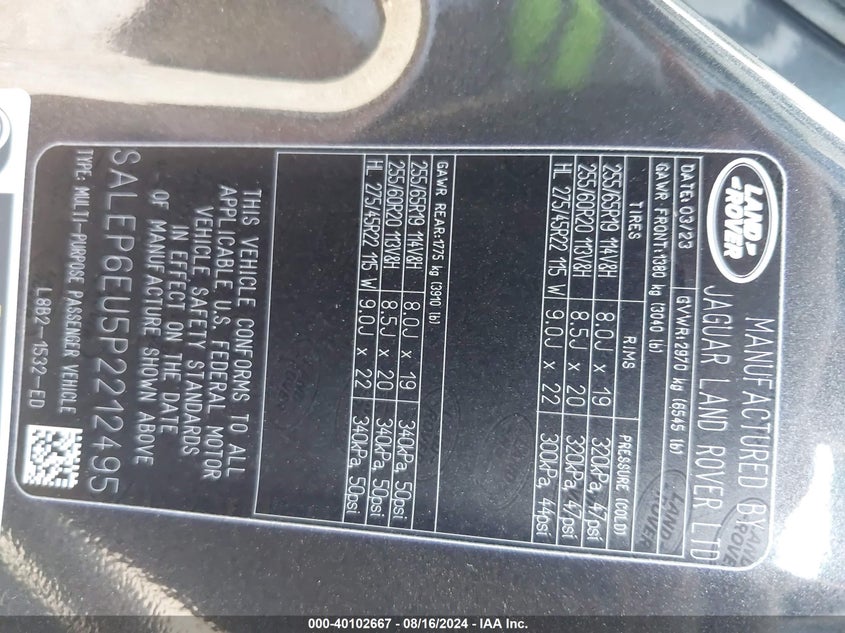 LAND
ROVER
MANUFACTURED BY
JAGUAR LAND ROVER LTD
DATE: 03/23 GVWR: 2970 kg (6545 lb)
GAWR FRONT: 1380 kg (3040 lb)
TIRES RIMS PRESSURE (COLD)
255/65R19 114V8H 8.0J x 19 320kPa, 47psi
255/60R20 113V8H 8.5J x 20 320kPa, 47psi
HL 275/45R22 115 W 9.0J x 22 300kPa, 44psi
GAWR REAR: 1775 kg (3910 lb)
255/65R19 114V8H 8.0J x 19 340kPa, 50psi
255/60R20 113V8H 8.5J x 20 340kPa, 50psi
HL 275/45R22 115 W 9.0J x 22 340kPa, 50psi
THIS VEHICLE CONFORMS TO ALL
APPLICABLE U.S. FEDERAL MOTOR
VEHICLE SAFETY STANDARDS
IN EFFECT ON THE DATE
OF MANUFACTURE SHOWN ABOVE
SALEP6EU5P2212495
TYPE: MULTI-PURPOSE PASSENGER VEHICLE
L8B2-1532-ED
000-40102667 - 08/16/2024 - IAA Inc.